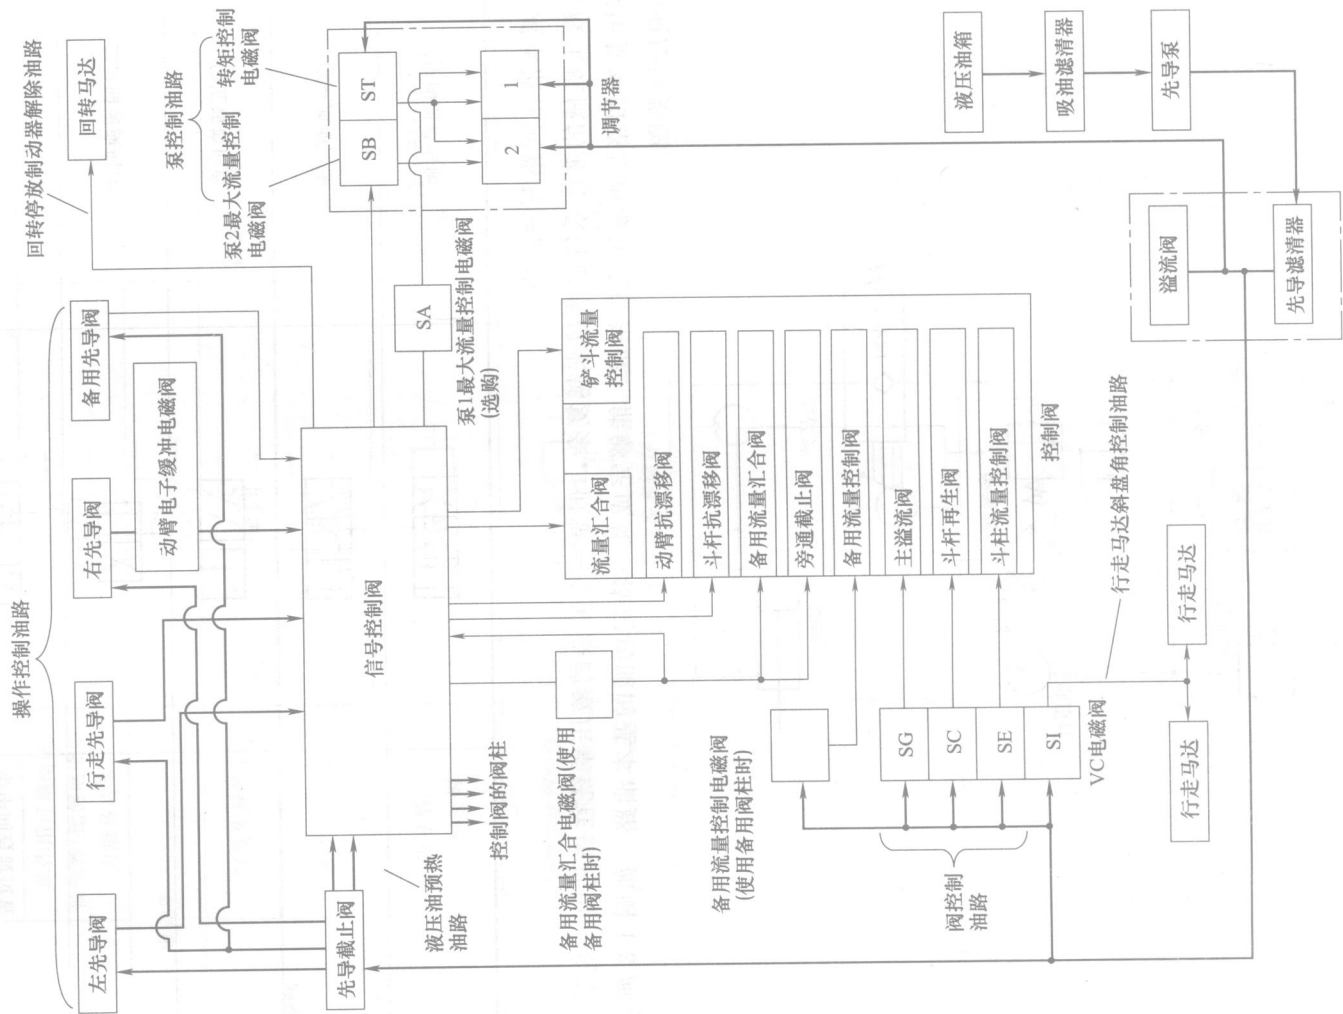 操作控制油路
左先导阀
行走先导阀
右先导阀
备用先导阀
动臂电子缓冲电磁阀
回转停放制动器解除油路
回转马达
泵控制油路
泵2最大流量控制
电磁阀
转矩控制
电磁阀
SB
ST
2
1
调节器
先导截止阀
液压油预热
油路
信号控制阀
SA
泵1最大流量控制电磁阀
(选购)
控制阀的阀柱
备用流量汇合电磁阀(使用
备用阀柱时)
流量汇合阀
铲斗流量
控制阀
动臂抗漂移阀
斗杆抗漂移阀
备用流量汇合阀
旁通截止阀
备用流量控制阀
主溢流阀
斗杆再生阀
斗柱流量控制阀
控制阀
备用流量控制电磁阀
(使用备用阀柱时)
SG
SC
SE
SI
VC电磁阀
阀控制
油路
行走马达斜盘角控制油路
行走马达
行走马达
液压油箱
吸油滤清器
先导泵
溢流阀
先导滤清器